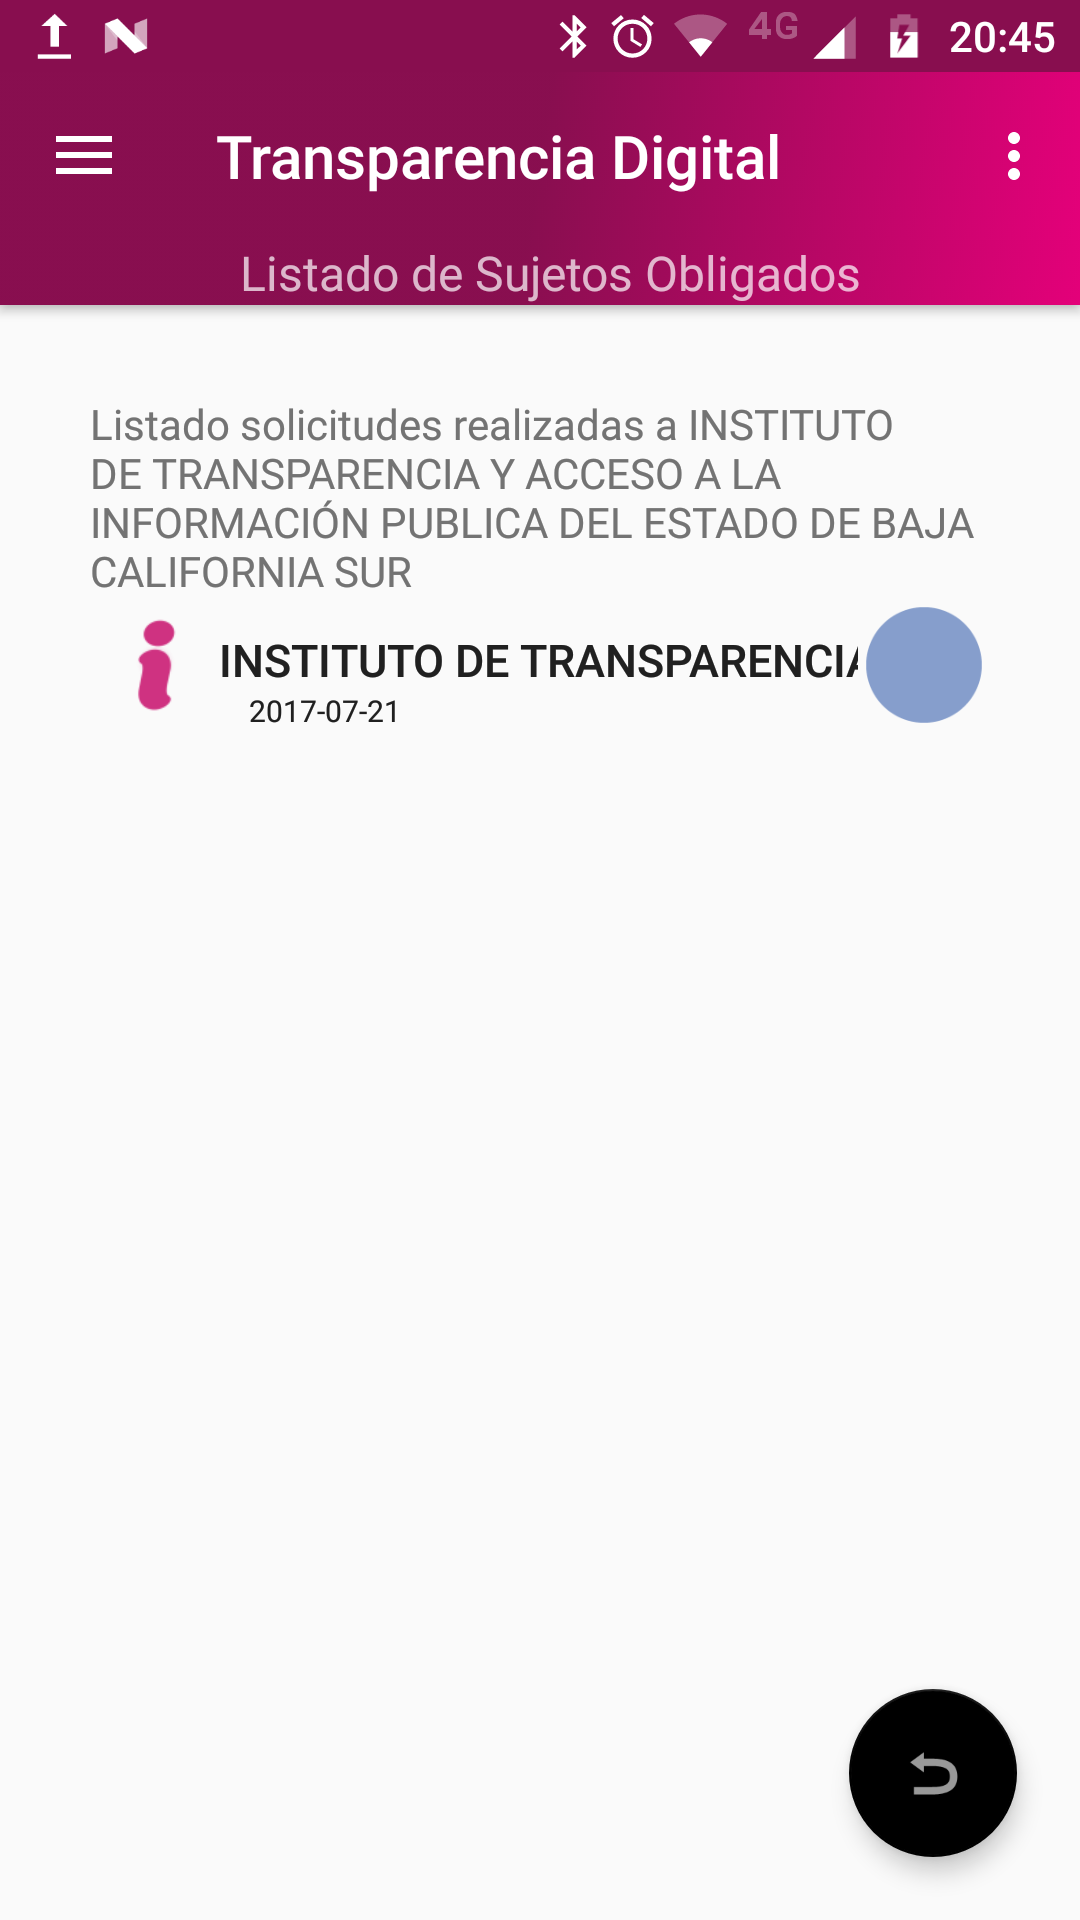 4G 20:45
Transparencia Digital
Listado de Sujetos Obligados
Listado solicitudes realizadas a INSTITUTO
DE TRANSPARENCIA Y ACCESO A LA
INFORMACIÓN PUBLICA DEL ESTADO DE BAJA
CALIFORNIA SUR
INSTITUTO DE TRANSPARENCIA
2017-07-21